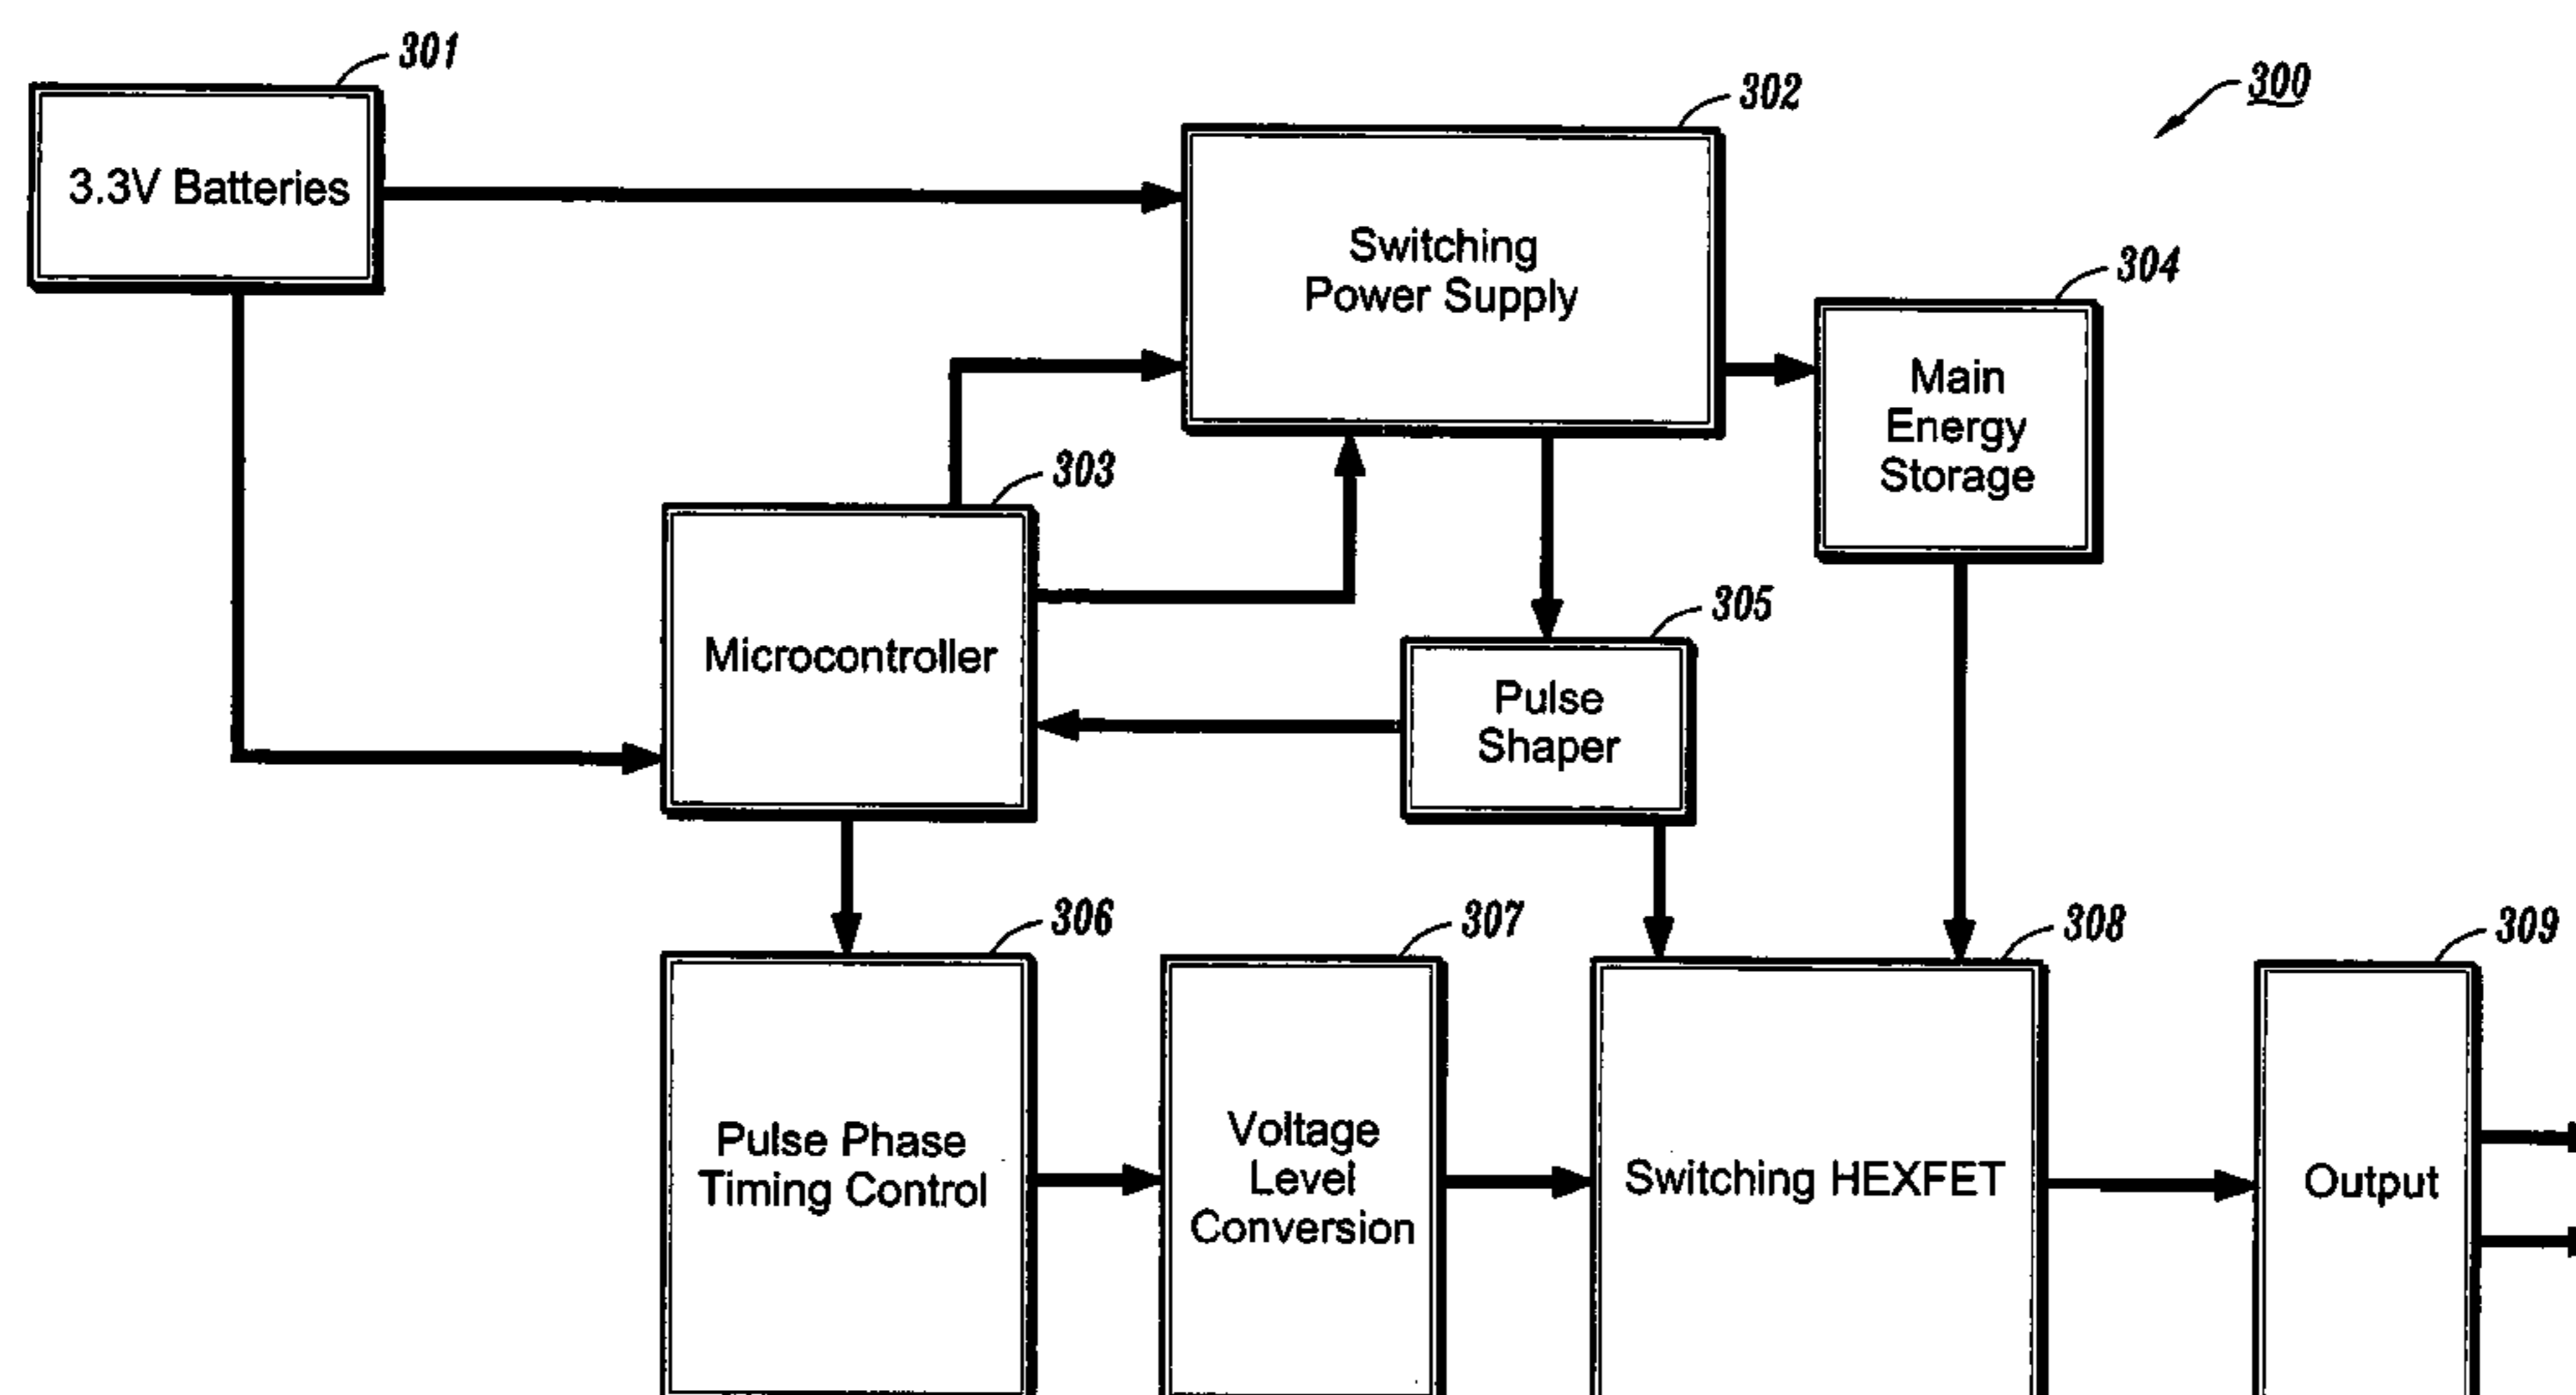 301
3.3V Batteries
302
300
Switching
Power Supply
304
Main
Energy
Storage
303
Microcontroller
305
Pulse
Shaper
306
Pulse Phase
Timing Control
307
Voltage
Level
Conversion
308
Switching HEXFET
309
Output